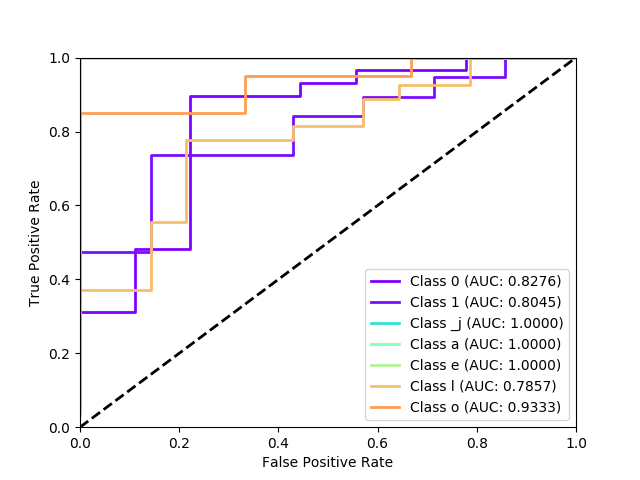 1.0
0.8
0.6
0.4
0.2
0.0
True Positive Rate
0.0 0.2 0.4 0.6 0.8 1.0
False Positive Rate
Class 0 (AUC: 0.8276)
Class 1 (AUC: 0.8045)
Class _j (AUC: 1.0000)
Class a (AUC: 1.0000)
Class e (AUC: 1.0000)
Class l (AUC: 0.7857)
Class o (AUC: 0.9333)